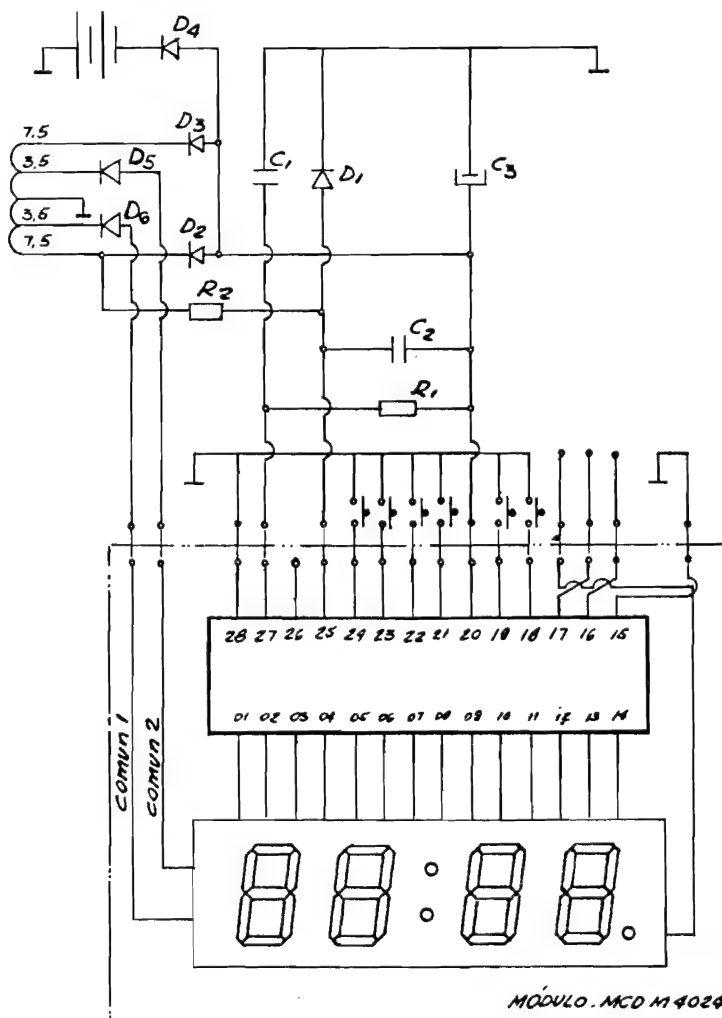 D4
7,5
D3
3,5
D5
C1
D1
C3
3,5
D6
7,5
D2
R2
C2
R1
28 27 26 25 24 23 22 21 20 19 18 17 16 15
01 02 03 04 05 06 07 08 09 10 11 12 13 14
COMUN 1
COMUN 2
MÓDULO. MCD M 4024